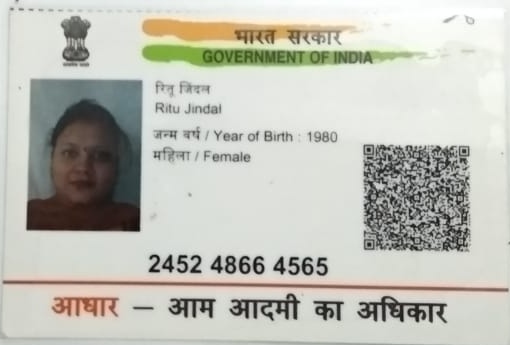 भारत सरकार
GOVERNMENT OF INDIA
रितू जिंदल
Ritu Jindal
जन्म वर्ष / Year of Birth : 1980
महिला / Female
2452 4866 4565
आधार – आम आदमी का अधिकार